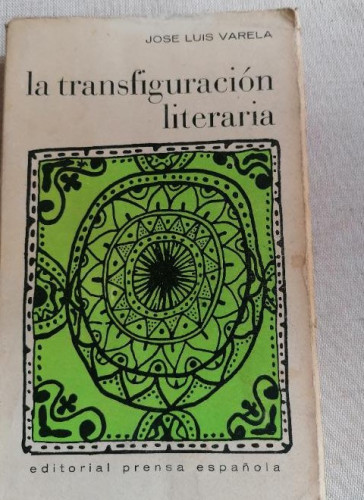 JOSE LUIS VARELA
la transfiguración
literaria
editorial prensa española